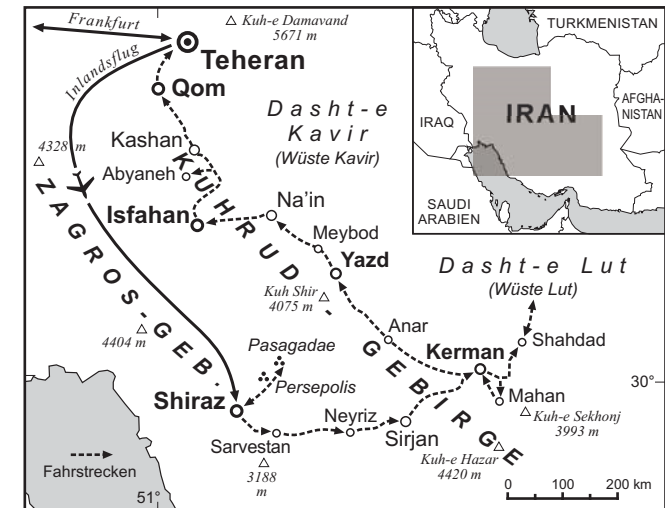 Frankfurt
Kuh-e Damavand
5671 m
Teheran
Inlandsflug
Qom
Dasht-e
Kavir
(Wüste Kavir)
4328 m
Kashan
Abyaneh
Isfahan
Na'in
Meybod
Yazd
KUHRUD-GEBIRGE
ZAGROS-GEB.
Dasht-e Lut
(Wüste Lut)
Kuh Shir
4075 m
4404 m
Anar
Kerman
Shahdad
Pasagadae
Persepolis
Shiraz
Mahan
30°
Kuh-e Sekhonj
3993 m
Neyriz
Sarvestan
Sirjan
3188
m
Kuh-e Hazar
4420 m
Fahrstrecken
51°
0 100 200 km
TURKMENISTAN
IRAN
IRAQ
AFGHA-
NISTAN
SAUDI
ARABIEN